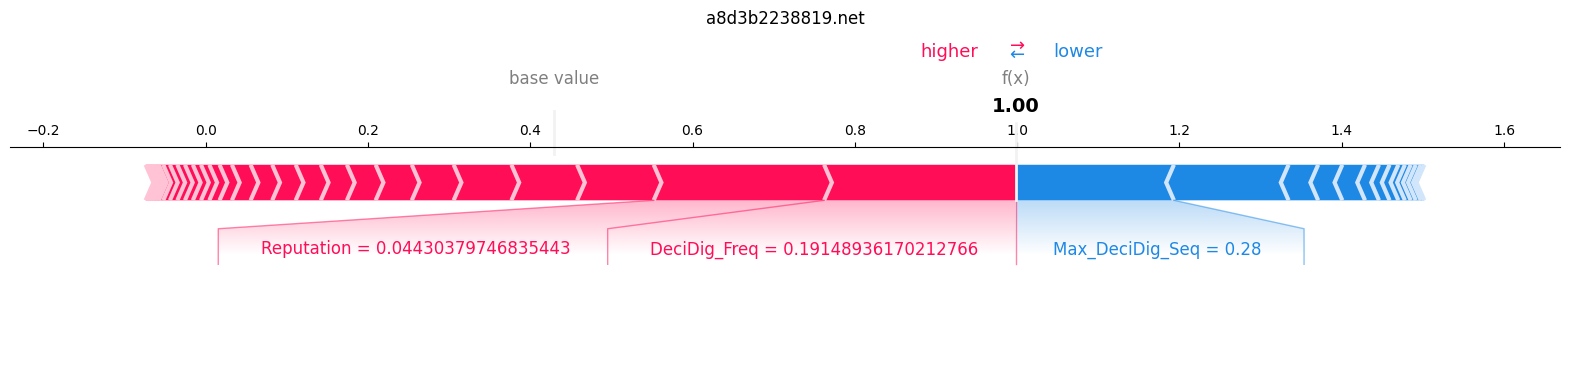 a8d3b2238819.net
higher ⇄ lower
base value f(x)
1.00
−0.2 0.0 0.2 0.4 0.6 0.8 1.0 1.2 1.4 1.6
Reputation = 0.04430379746835443 DeciDig_Freq = 0.19148936170212766 Max_DeciDig_Seq = 0.28